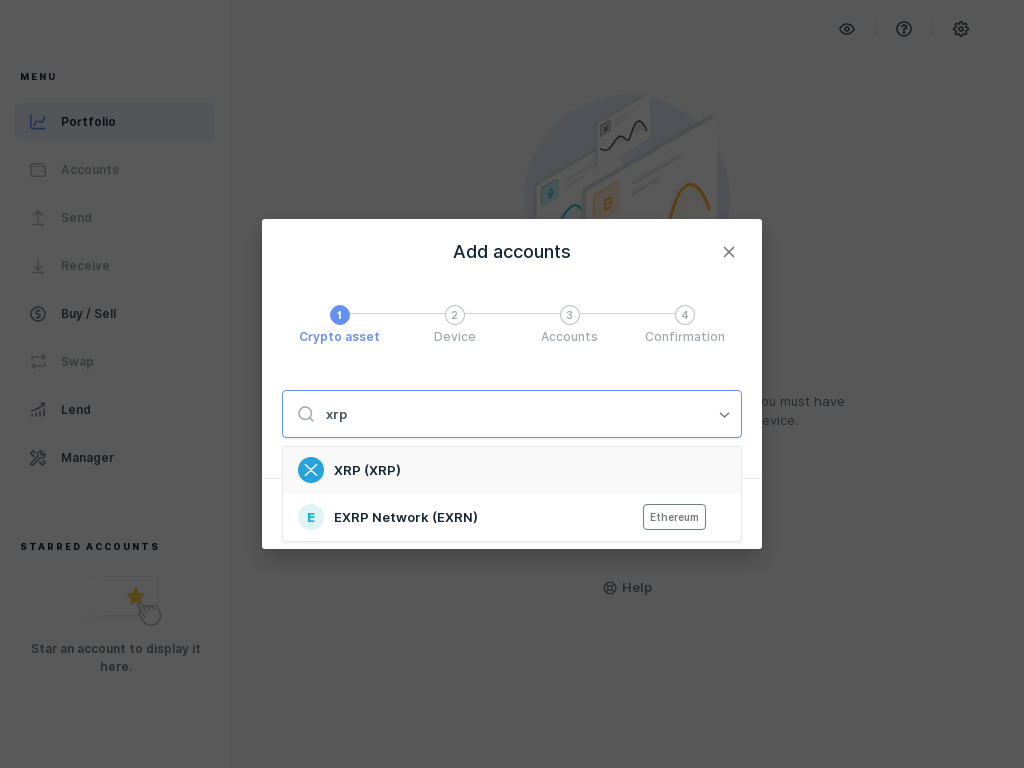 MENU
Portfolio
Accounts
Send
Receive
Buy / Sell
Swap
Lend
Manager
STARRED ACCOUNTS
Star an account to display it
here.
Add accounts
1 2 3 4
Crypto asset Device Accounts Confirmation
xrp
XRP (XRP)
E EXRP Network (EXRN) Ethereum
must have
Help